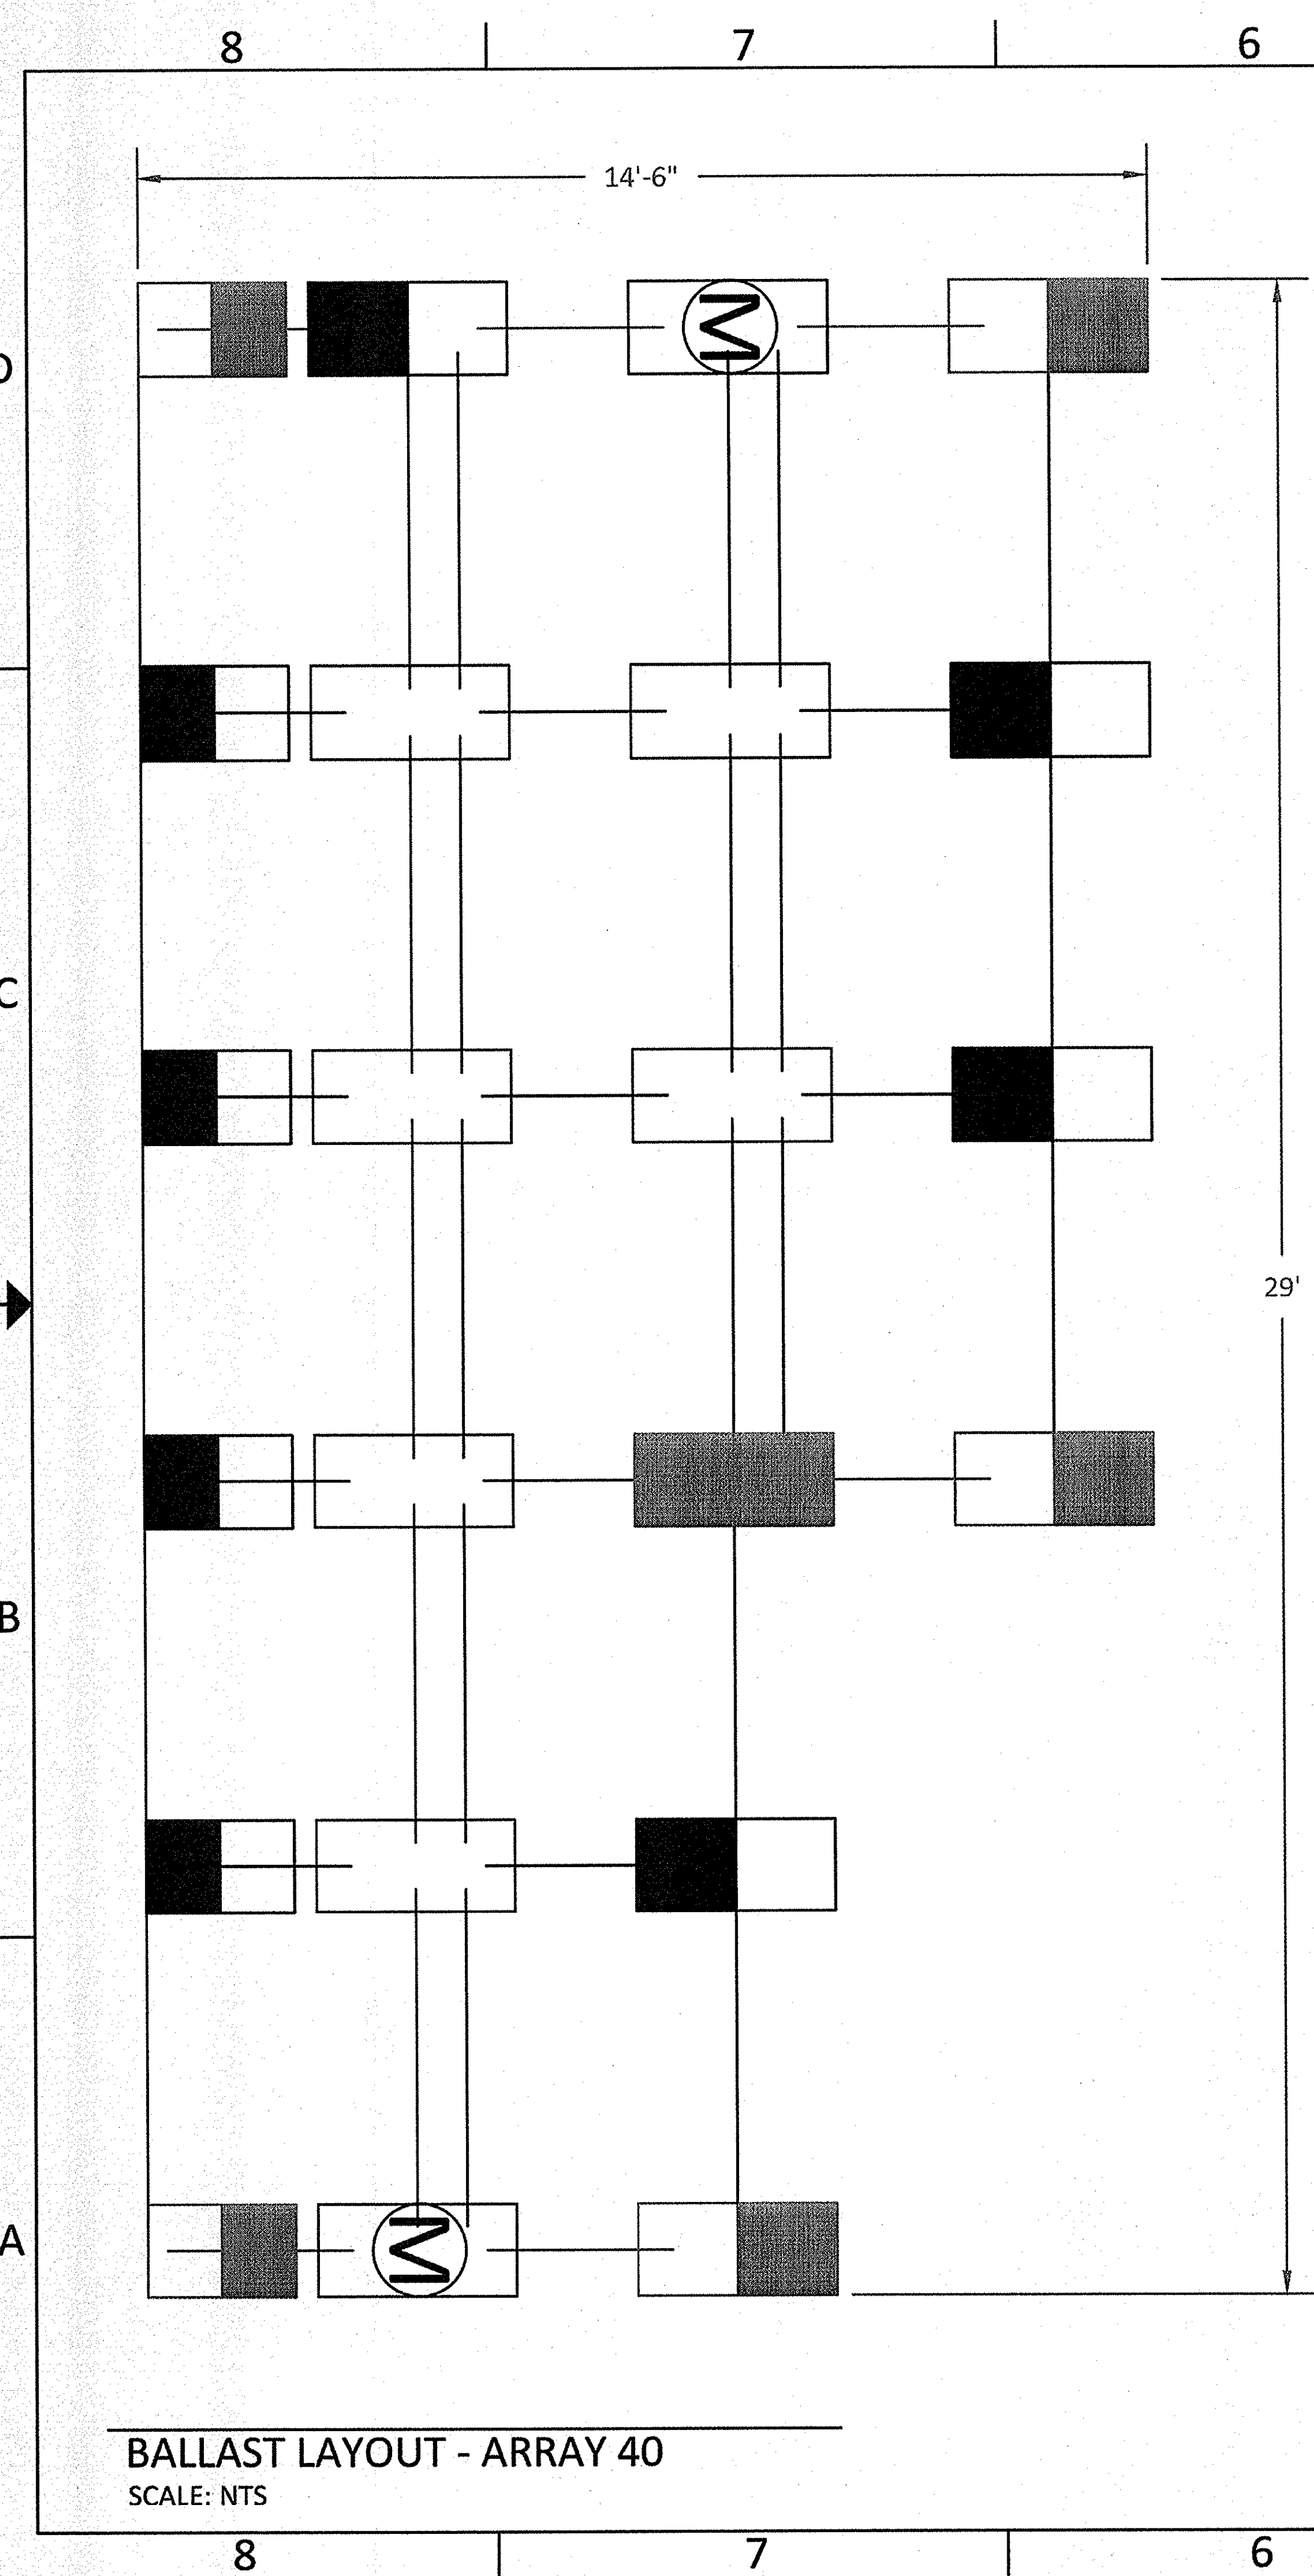 8 7 6
14'-6"
M
D
C
29'
B
M
A
BALLAST LAYOUT - ARRAY 40
SCALE: NTS
8 7 6